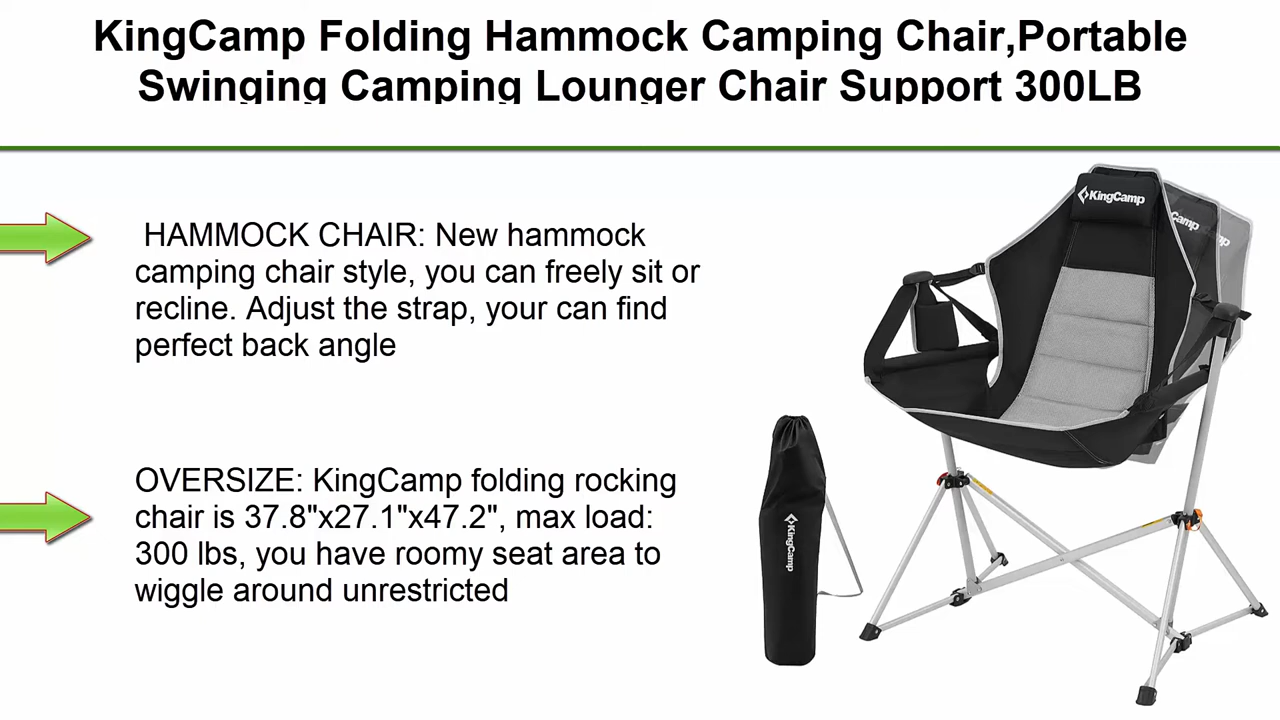 KingCamp Folding Hammock Camping Chair,Portable
Swinging Camping Lounger Chair Support 300LB
HAMMOCK CHAIR: New hammock
camping chair style, you can freely sit or
recline. Adjust the strap, your can find
perfect back angle
OVERSIZE: KingCamp folding rocking
chair is 37.8"x27.1"x47.2", max load:
300 lbs, you have roomy seat area to
wiggle around unrestricted
KingCamp
Camp
mp
KingCamp